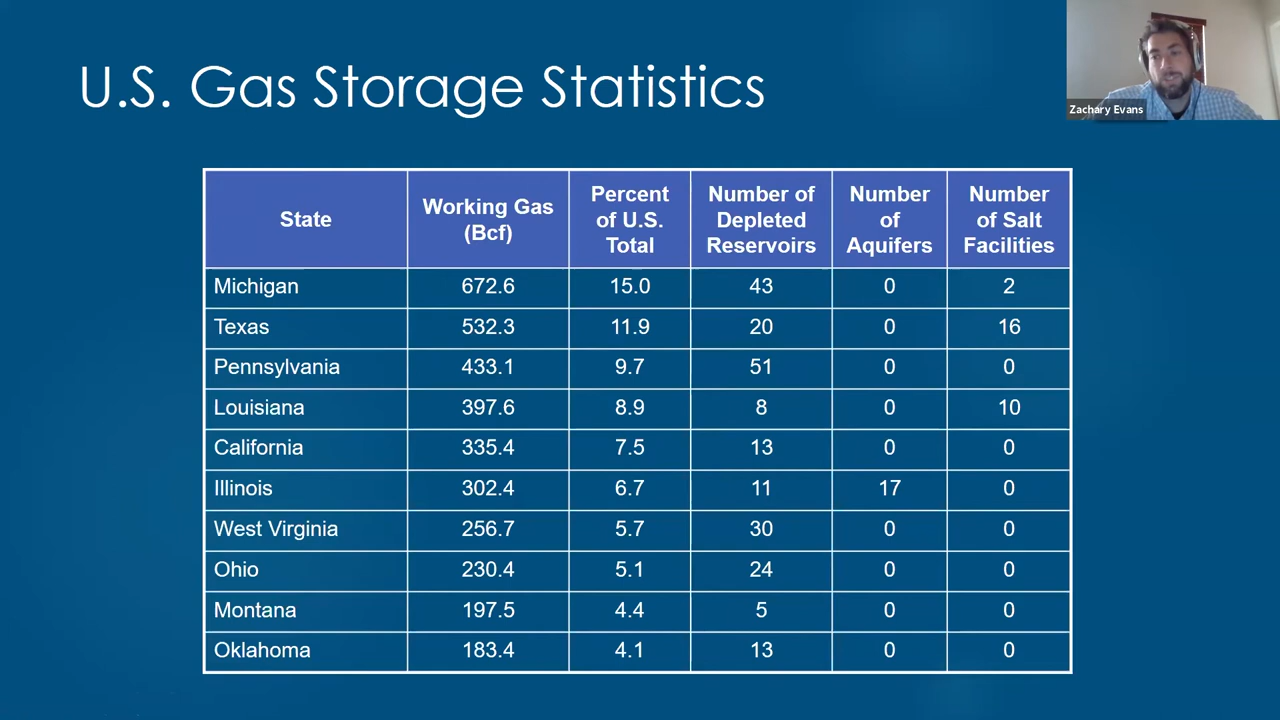 U.S. Gas Storage Statistics
Zachary Evans
State Working Gas (Bcf) Percent of U.S. Total Number of Depleted Reservoirs Number of Aquifers Number of Salt Facilities
Michigan 672.6 15.0 43 0 2
Texas 532.3 11.9 20 0 16
Pennsylvania 433.1 9.7 51 0 0
Louisiana 397.6 8.9 8 0 10
California 335.4 7.5 13 0 0
Illinois 302.4 6.7 11 17 0
West Virginia 256.7 5.7 30 0 0
Ohio 230.4 5.1 24 0 0
Montana 197.5 4.4 5 0 0
Oklahoma 183.4 4.1 13 0 0